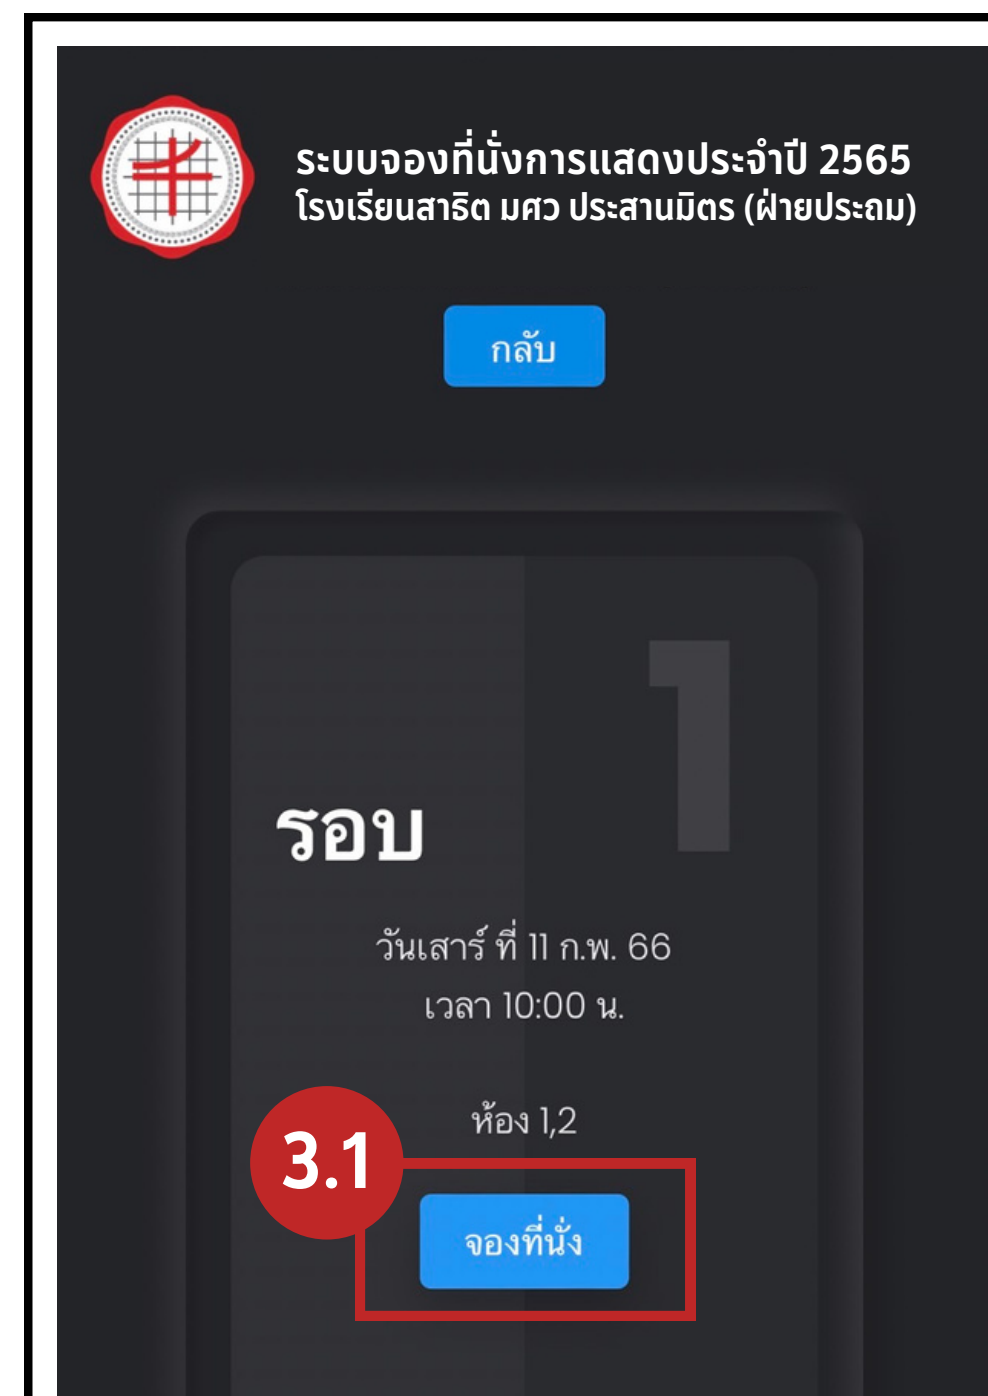 ระบบจองที่นั่งการแสดงประจำปี 2565
โรงเรียนสาธิต มศว ประสานมิตร (ฝ่ายประถม)
กลับ
1
รอบ
วันเสาร์ ที่ 11 ก.พ. 66
เวลา 10:00 น.
ห้อง 1,2
3.1
จองที่นั่ง